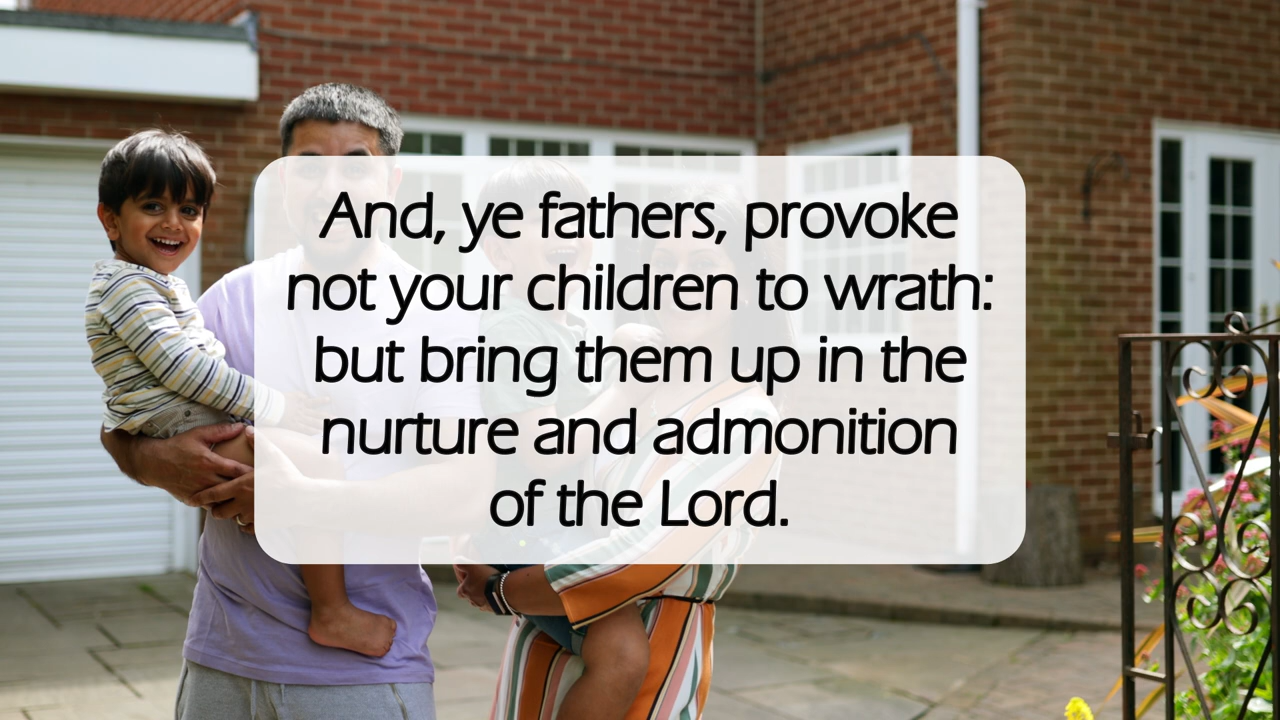 And, ye fathers, provoke
not your children to wrath:
but bring them up in the
nurture and admonition
of the Lord.